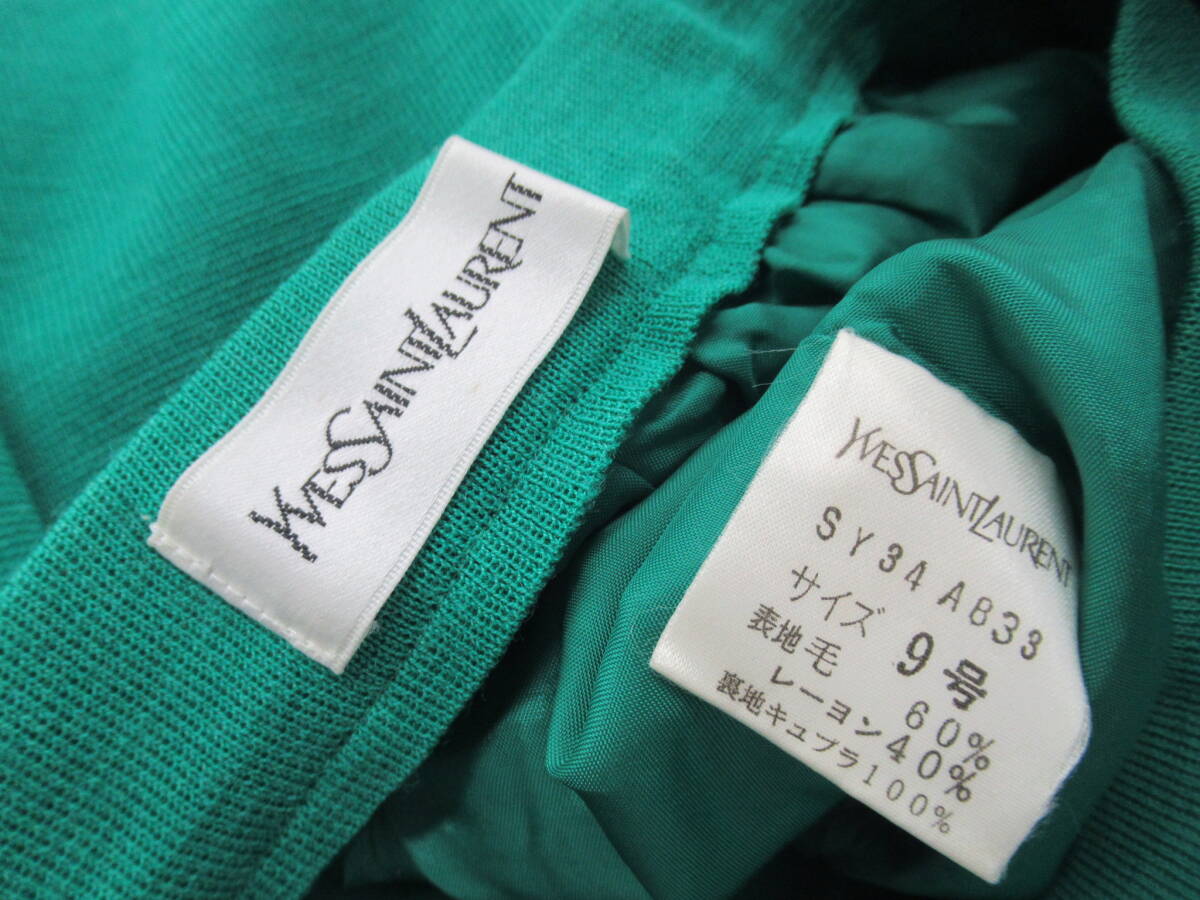 YVESSAINTLAURENT
YVESSAINTLAURENT
SY34AB33
サイズ 9号
表地毛 60%
レーヨン40%
裏地キュプラ100%